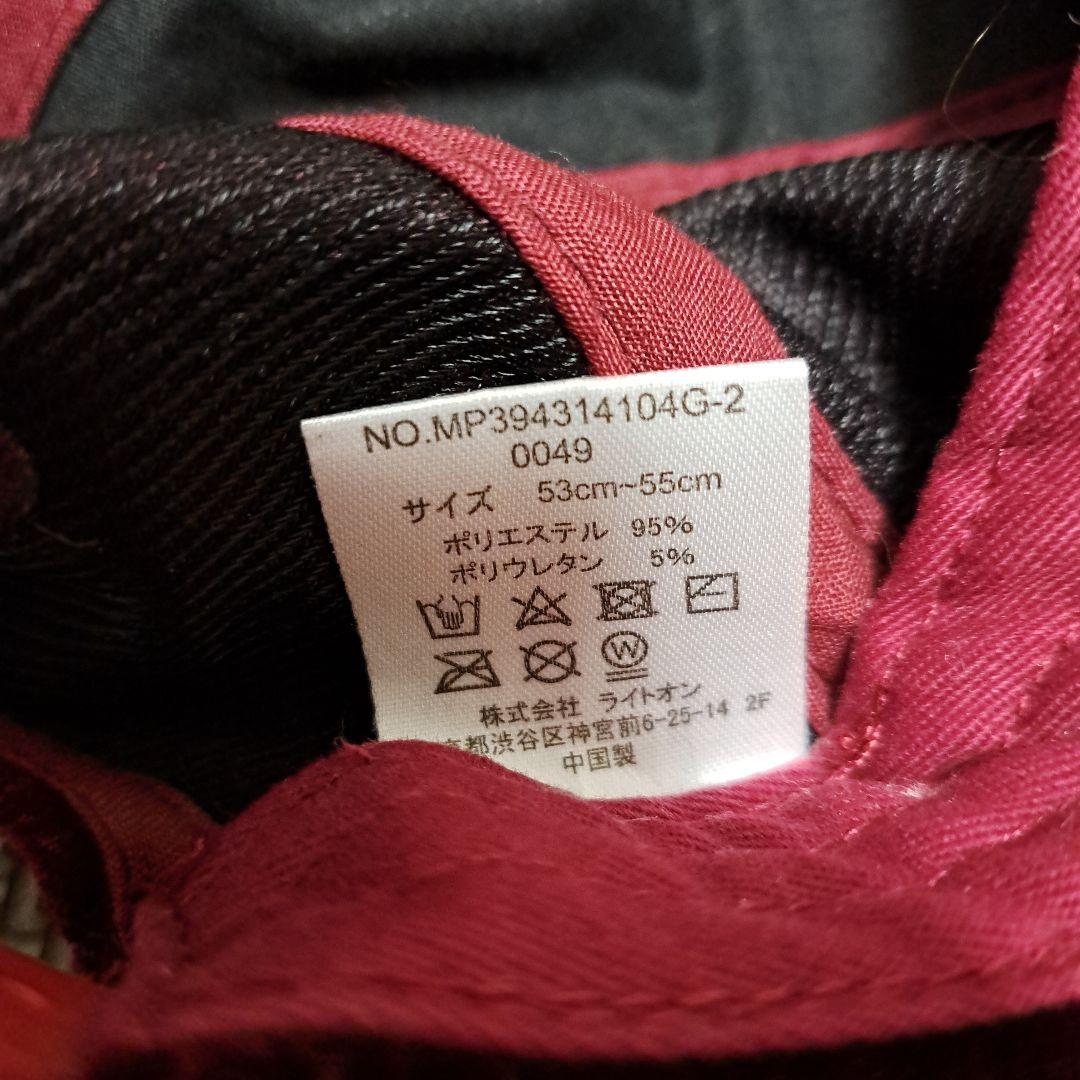 NO.MP394314104G-2
0049
サイズ 53cm~55cm
ポリエステル 95%
ポリウレタン 5%
W
株式会社 ライトオン
京都渋谷区神宮前6-25-14 2F
中国製